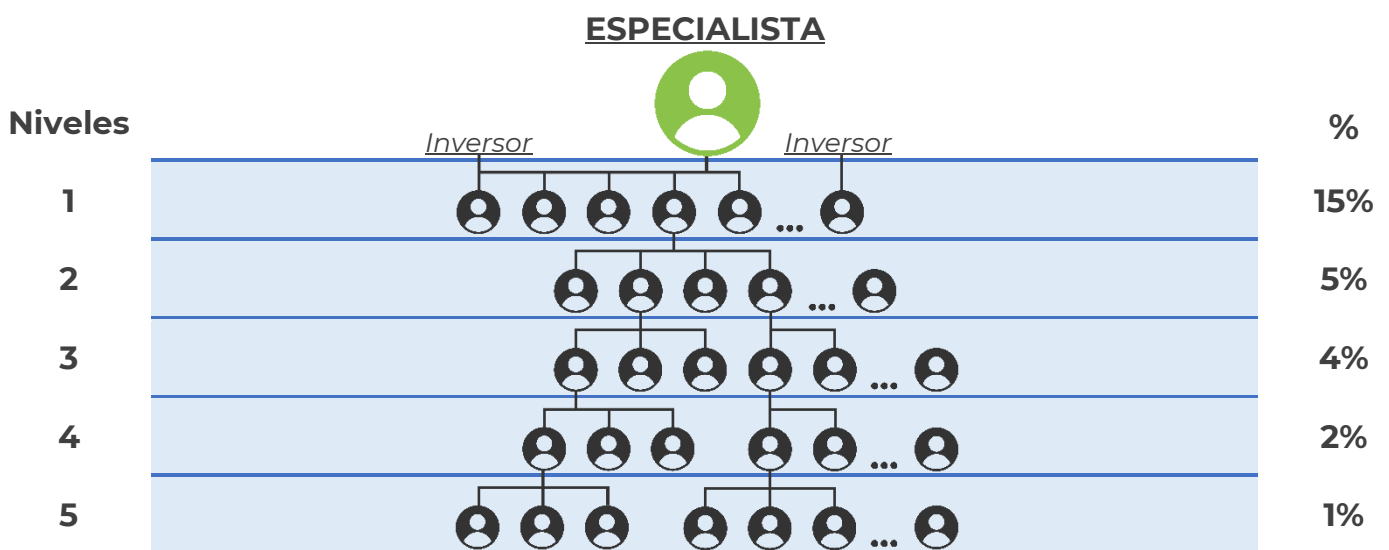 ESPECIALISTA
Niveles
Inversor
Inversor
%
1
15%
2
5%
3
4%
4
2%
5
1%